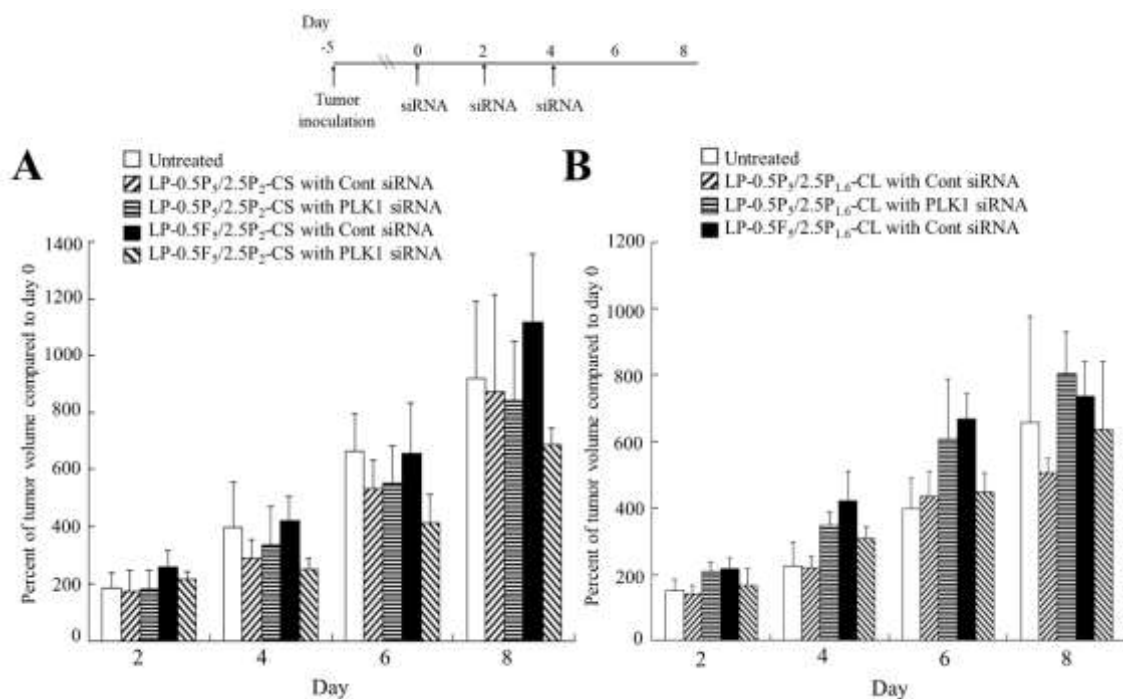 Day
-5 0 2 4 6 8
Tumor siRNA siRNA siRNA
inoculation
A
Untreated
LP-0.5P₅/2.5P₂-CS with Cont siRNA
LP-0.5P₅/2.5P₂-CS with PLK1 siRNA
LP-0.5F₅/2.5P₂-CS with Cont siRNA
LP-0.5F₅/2.5P₂-CS with PLK1 siRNA
Percent of tumor volume compared to day 0
1400
1200
1000
800
600
400
200
0
2 4 6 8
Day
B
Untreated
LP-0.5P₅/2.5P₁.₆-CL with Cont siRNA
LP-0.5P₅/2.5P₁.₆-CL with PLK1 siRNA
LP-0.5F₅/2.5P₁.₆-CL with Cont siRNA
Percent of tumor volume compared to day 0
1200
1000
800
600
400
200
0
2 4 6 8
Day